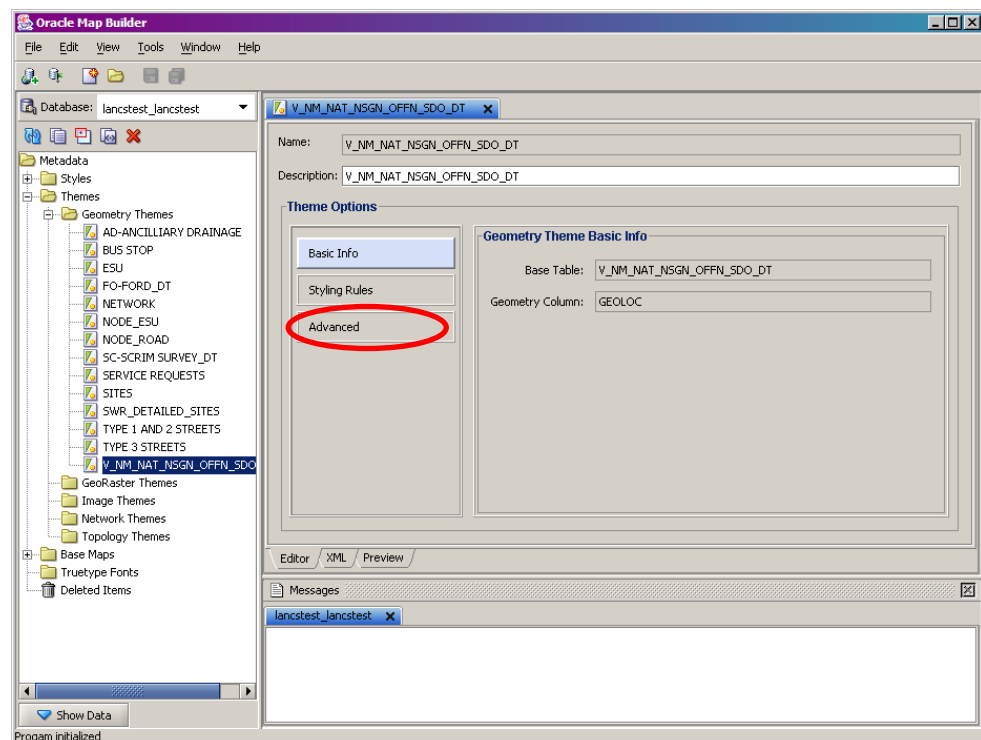 Oracle Map Builder
File Edit View Tools Window Help
Database: lancstest_lancstest
Metadata
Styles
Themes
Geometry Themes
AD-ANCILLIARY DRAINAGE
BUS STOP
ESU
FO-FORD_DT
NETWORK
NODE_ESU
NODE_ROAD
SC-SCRIM SURVEY_DT
SERVICE REQUESTS
SITES
SWR_DETAILED_SITES
TYPE 1 AND 2 STREETS
TYPE 3 STREETS
V_NM_NAT_NSGN_OFFN_SDO
GeoRaster Themes
Image Themes
Network Themes
Topology Themes
Base Maps
Truetype Fonts
Deleted Items
Show Data
Progam initialized
V_NM_NAT_NSGN_OFFN_SDO_DT
Name: V_NM_NAT_NSGN_OFFN_SDO_DT
Description: V_NM_NAT_NSGN_OFFN_SDO_DT
Theme Options
Basic Info
Styling Rules
Advanced
Geometry Theme Basic Info
Base Table: V_NM_NAT_NSGN_OFFN_SDO_DT
Geometry Column: GEOLOC
Editor XML Preview
Messages
lancstest_lancstest